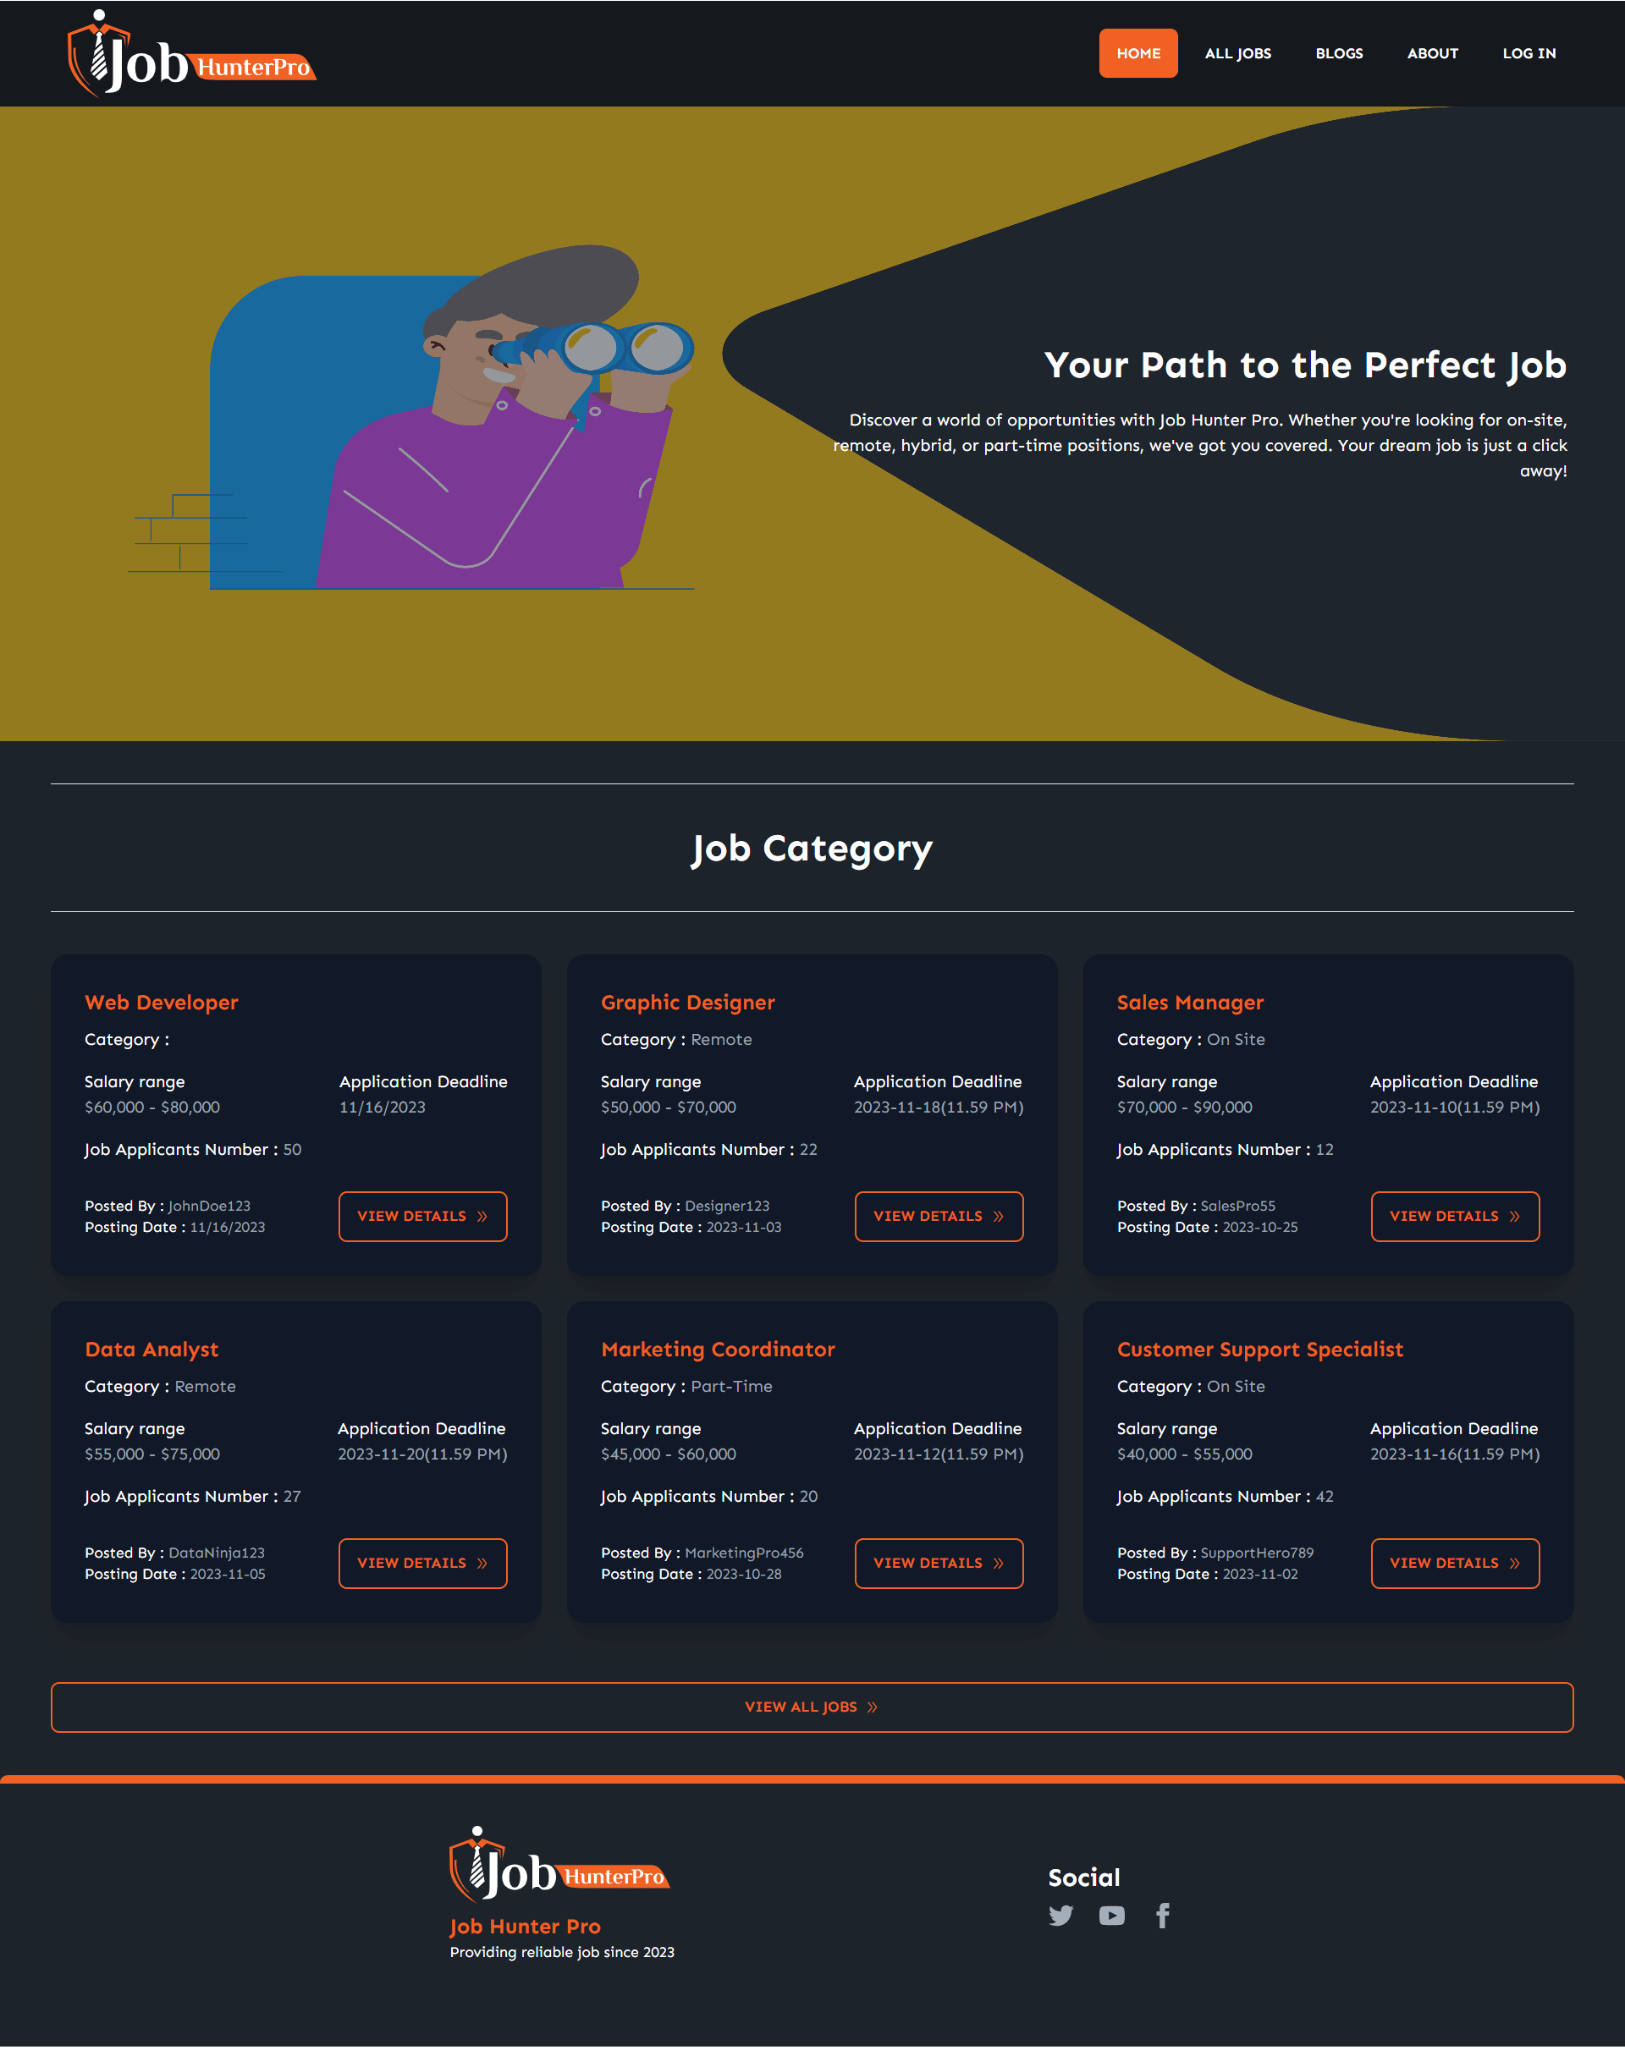 Job HunterPro
HOME
ALL JOBS
BLOGS
ABOUT
LOG IN
Your Path to the Perfect Job
Discover a world of opportunities with Job Hunter Pro. Whether you're looking for on-site,
remote, hybrid, or part-time positions, we've got you covered. Your dream job is just a click
away!
Job Category
Web Developer
Category :
Salary range
$60,000 - $80,000
Application Deadline
11/16/2023
Job Applicants Number : 50
Posted By : JohnDoe123
Posting Date : 11/16/2023
VIEW DETAILS »
Graphic Designer
Category : Remote
Salary range
$50,000 - $70,000
Application Deadline
2023-11-18(11.59 PM)
Job Applicants Number : 22
Posted By : Designer123
Posting Date : 2023-11-03
VIEW DETAILS »
Sales Manager
Category : On Site
Salary range
$70,000 - $90,000
Application Deadline
2023-11-10(11.59 PM)
Job Applicants Number : 12
Posted By : SalesPro55
Posting Date : 2023-10-25
VIEW DETAILS »
Data Analyst
Category : Remote
Salary range
$55,000 - $75,000
Application Deadline
2023-11-20(11.59 PM)
Job Applicants Number : 27
Posted By : DataNinja123
Posting Date : 2023-11-05
VIEW DETAILS »
Marketing Coordinator
Category : Part-Time
Salary range
$45,000 - $60,000
Application Deadline
2023-11-12(11.59 PM)
Job Applicants Number : 20
Posted By : MarketingPro456
Posting Date : 2023-10-28
VIEW DETAILS »
Customer Support Specialist
Category : On Site
Salary range
$40,000 - $55,000
Application Deadline
2023-11-16(11.59 PM)
Job Applicants Number : 42
Posted By : SupportHero789
Posting Date : 2023-11-02
VIEW DETAILS »
VIEW ALL JOBS »
Job HunterPro
Job Hunter Pro
Providing reliable job since 2023
Social